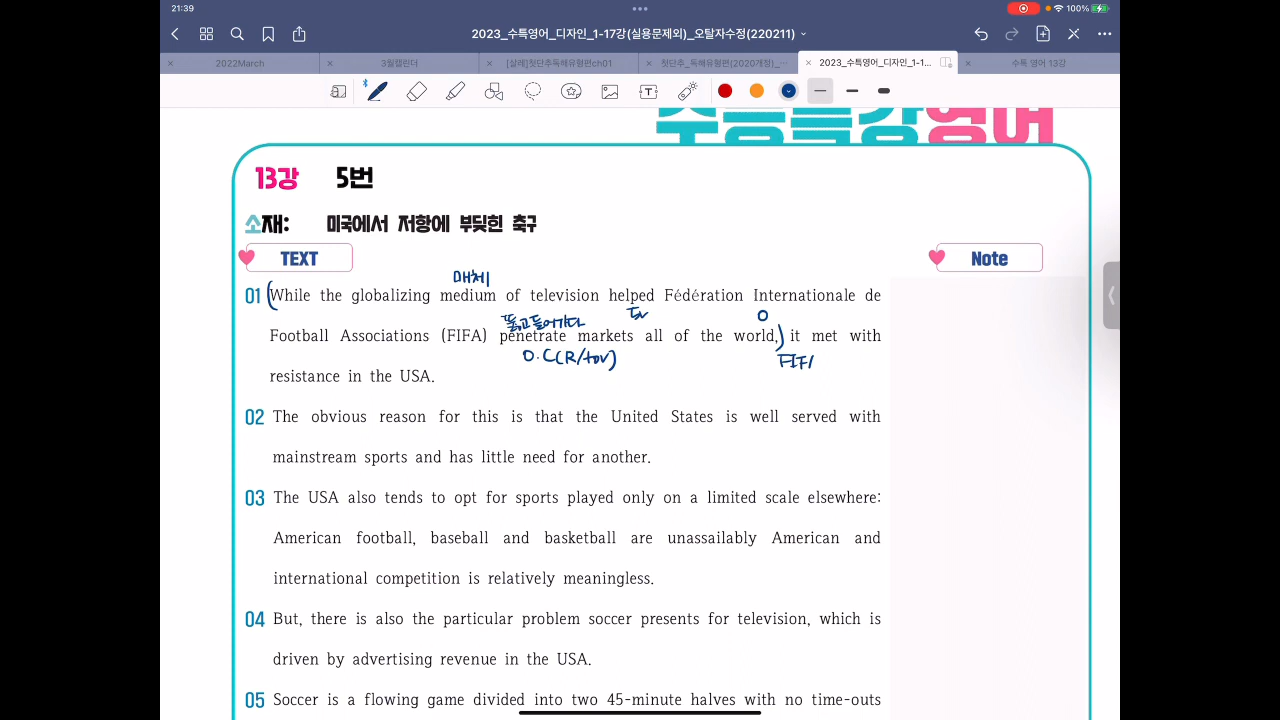 21:39
100%
2023_수특영어_디자인_1-17강(실용문제외)_오탈자수정(220211)
2022March
3월캘린더
[살레]첫단추독해유형편ch01
첫단추_독해유형편(2020개정)_...
2023_수특영어_디자인_1-1...
수특 영어 13강
수능특강영어
13강 5번
소재: 미국에서 저항에 부딪힌 축구
TEXT
Note
매체
01 While the globalizing medium of television helped Fédération Internationale de
뚫고들어가다 O
Football Associations (FIFA) penetrate markets all of the world, it met with
O.C(R/tov) FIFA
resistance in the USA.
02 The obvious reason for this is that the United States is well served with
mainstream sports and has little need for another.
03 The USA also tends to opt for sports played only on a limited scale elsewhere:
American football, baseball and basketball are unassailably American and
international competition is relatively meaningless.
04 But, there is also the particular problem soccer presents for television, which is
driven by advertising revenue in the USA.
05 Soccer is a flowing game divided into two 45-minute halves with no time-outs